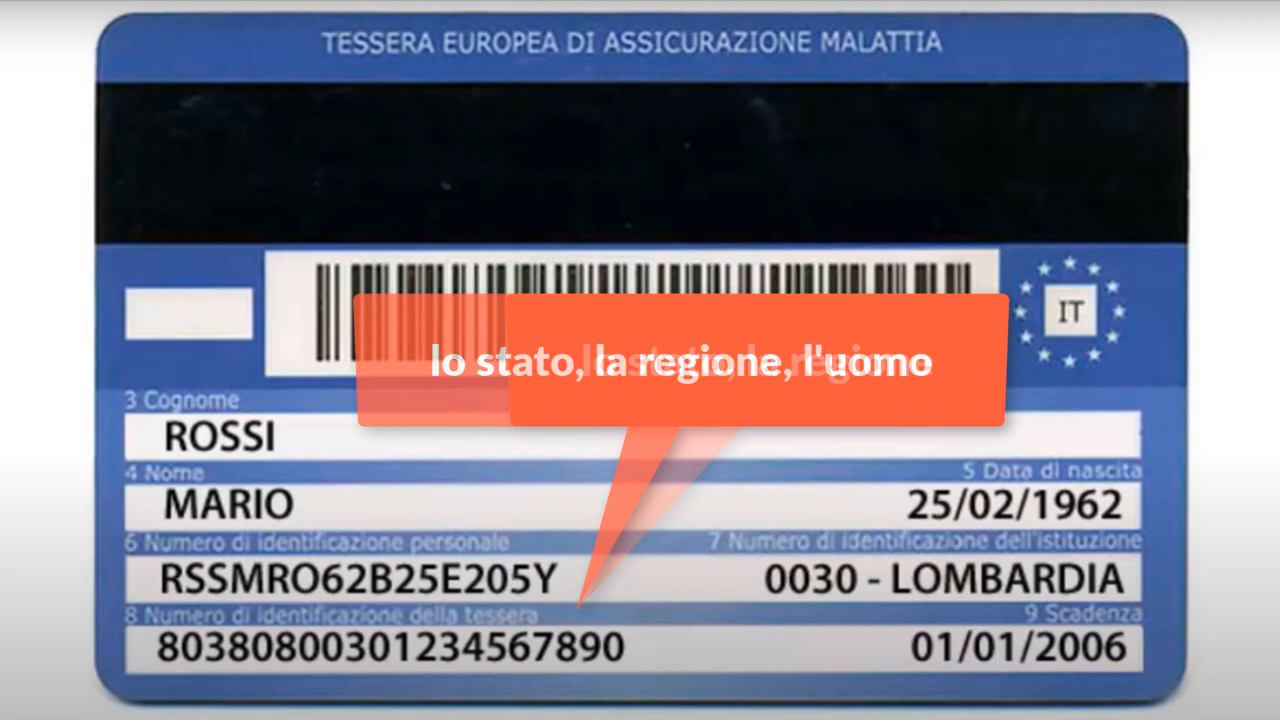 TESSERA EUROPEA DI ASSICURAZIONE MALATTIA
IT
lo stato, la regione, l'uomo
3 Cognome
ROSSI
4 Nome
5 Data di nascita
MARIO
25/02/1962
6 Numero di identificazione personale
7 Numero di identificazione dell'istituzione
RSSMRO62B25E205Y
0030 - LOMBARDIA
8 Numero di identificazione della tessera
9 Scadenza
80380800301234567890
01/01/2006